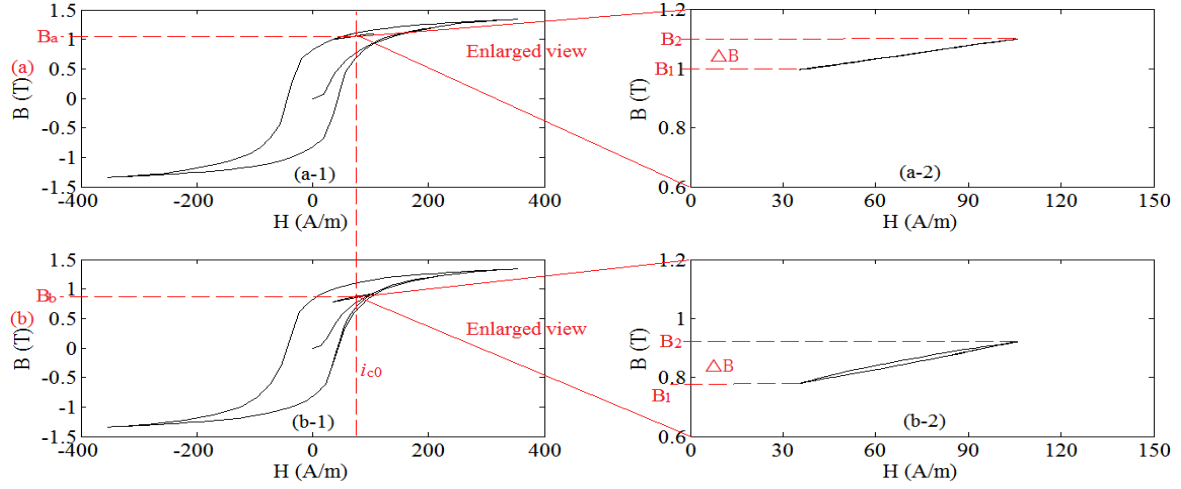 1.5
Ba
1
0.5
0
-0.5
-1
-1.5
(a)
B (T)
Enlarged view
(a-1)
-400
-200
0
200
400
H (A/m)
1.2
B2
△B
B1
1
0.8
0.6
B (T)
(a-2)
0
30
60
90
120
150
H (A/m)
1.5
1
Bb
0.5
0
-0.5
-1
-1.5
(b)
B (T)
Enlarged view
ic0
(b-1)
-400
-200
0
200
400
H (A/m)
1.2
B2
1
△B
0.8
B1
0.6
B (T)
(b-2)
0
30
60
90
120
150
H (A/m)